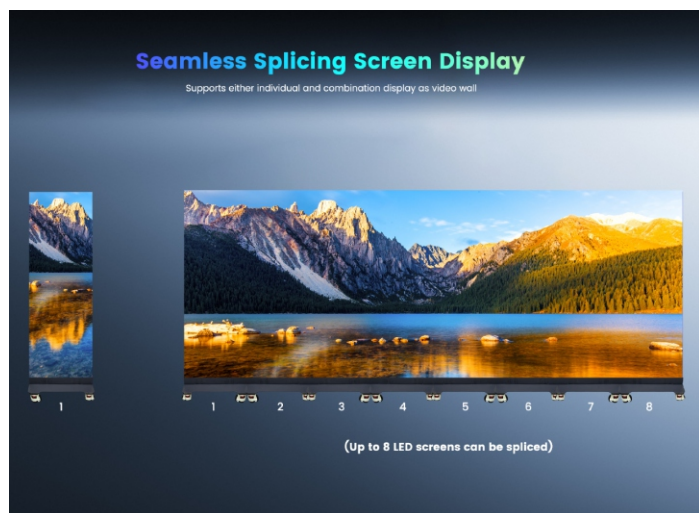 Seamless Splicing Screen Display
Supports either individual and combination display as video wall
1
1 2 3 4 5 6 7 8
(Up to 8 LED screens can be spliced)